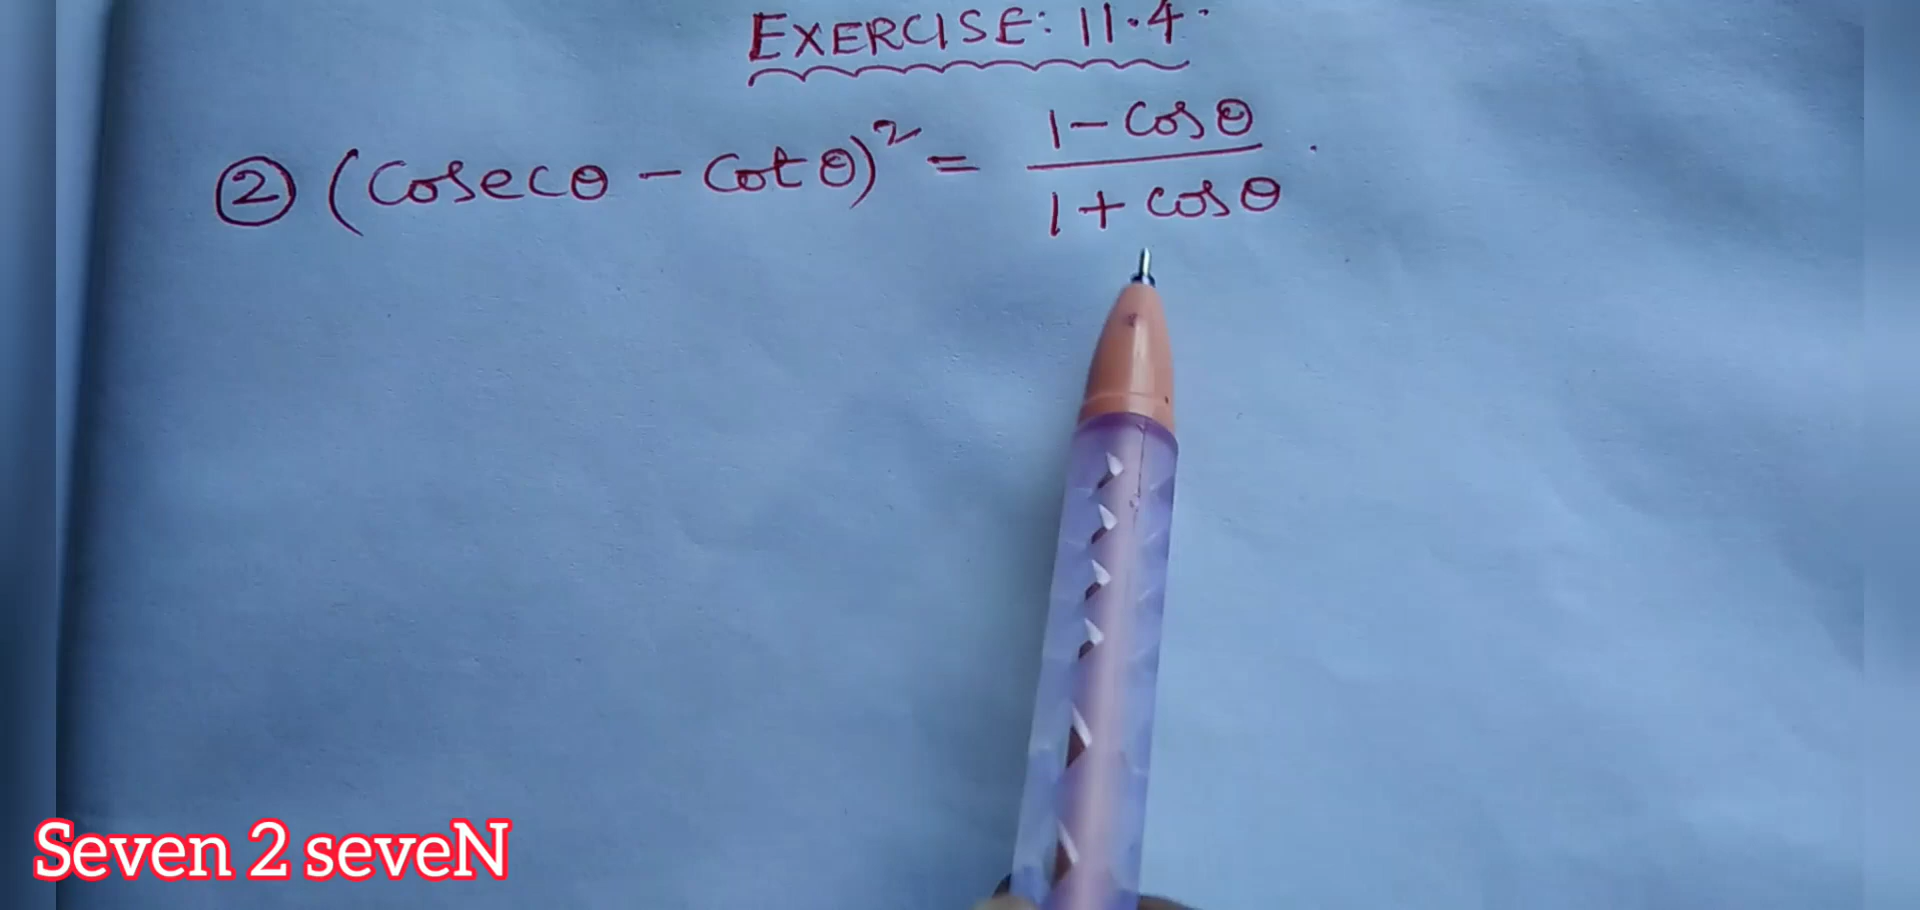 EXERCISE: 11.4.
② (Cosecθ - Cotθ)² = (1 - Cosθ) / (1 + cosθ).
Seven 2 seveN